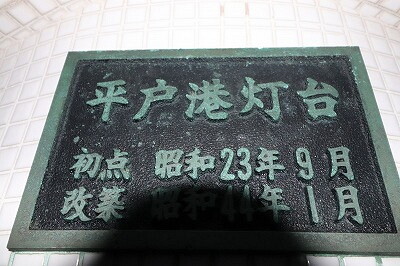 平戸港灯台
初点 昭和23年9月
改築 昭和44年1月